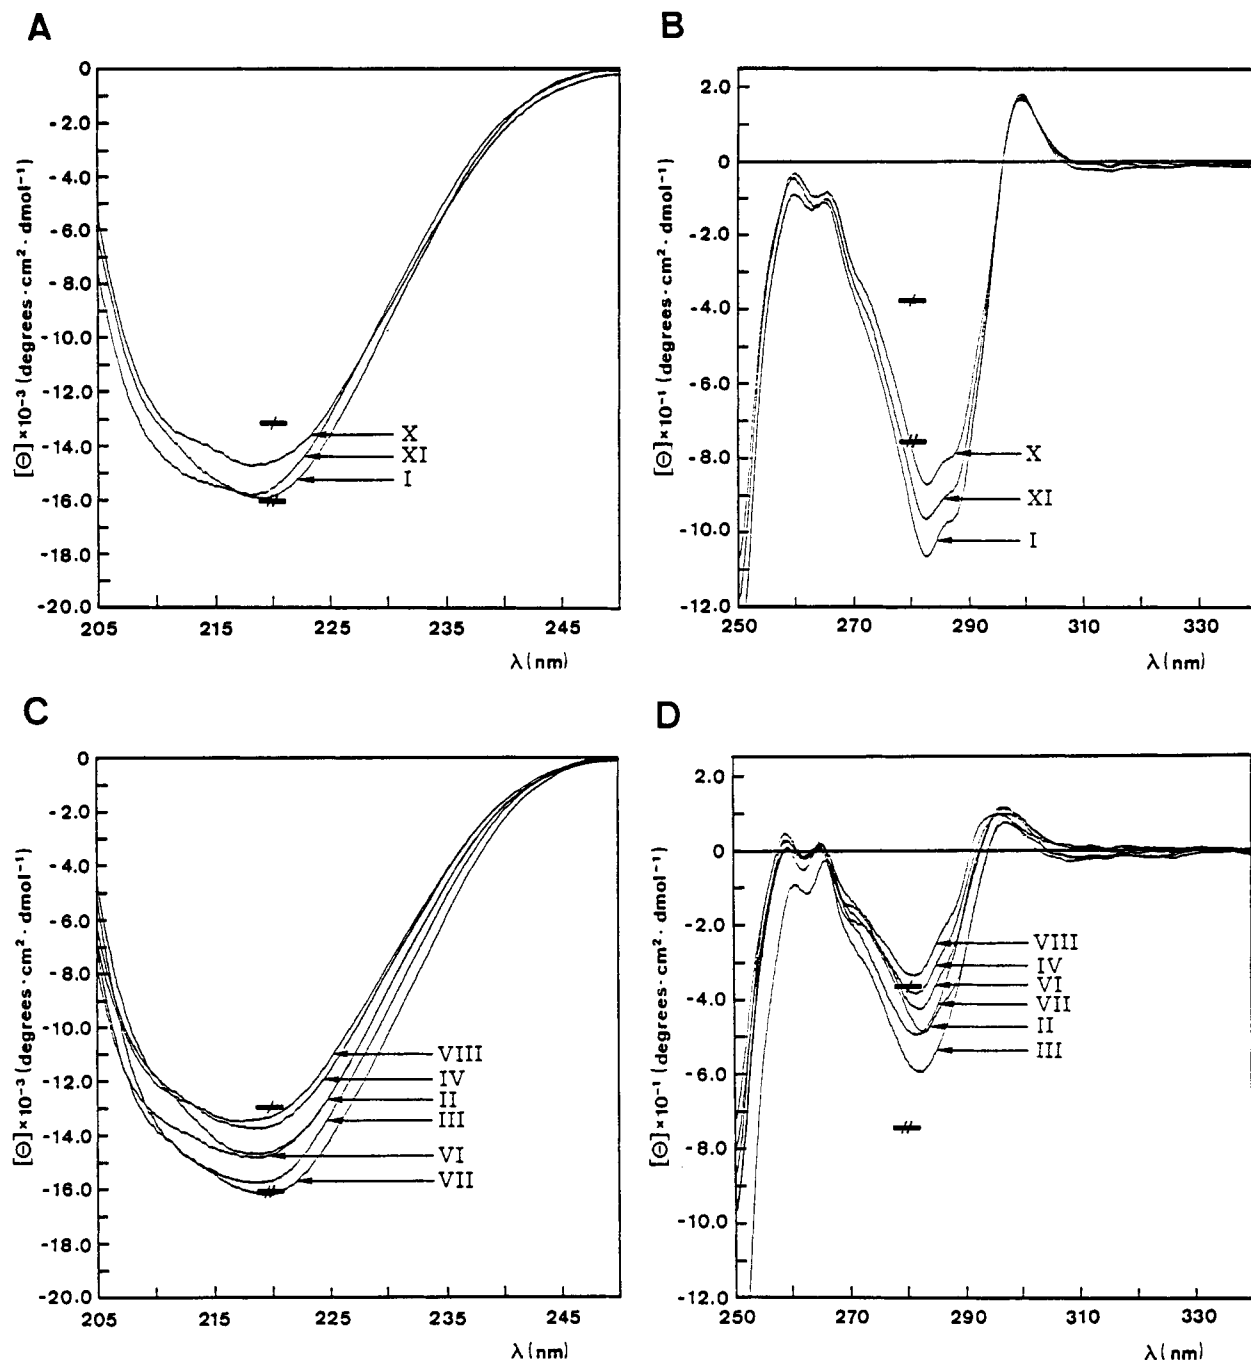 A
0
-2.0
-4.0
-6.0
-8.0
-10.0
-12.0
-14.0
-16.0
-18.0
-20.0
[Θ]×10⁻³ (degrees·cm²·dmol⁻¹)
X
XI
I
205 215 225 235 245
λ(nm)
B
2.0
0
-2.0
-4.0
-6.0
-8.0
-10.0
-12.0
[Θ]×10⁻¹ (degrees·cm²·dmol⁻¹)
X
XI
I
250 270 290 310 330
λ(nm)
C
0
-2.0
-4.0
-6.0
-8.0
-10.0
-12.0
-14.0
-16.0
-18.0
-20.0
[Θ]×10⁻³ (degrees·cm²·dmol⁻¹)
VIII
IV
II
III
VI
VII
205 215 225 235 245
λ(nm)
D
2.0
0
-2.0
-4.0
-6.0
-8.0
-10.0
-12.0
[Θ]×10⁻¹ (degrees·cm²·dmol⁻¹)
VIII
IV
VI
VII
II
III
250 270 290 310 330
λ(nm)